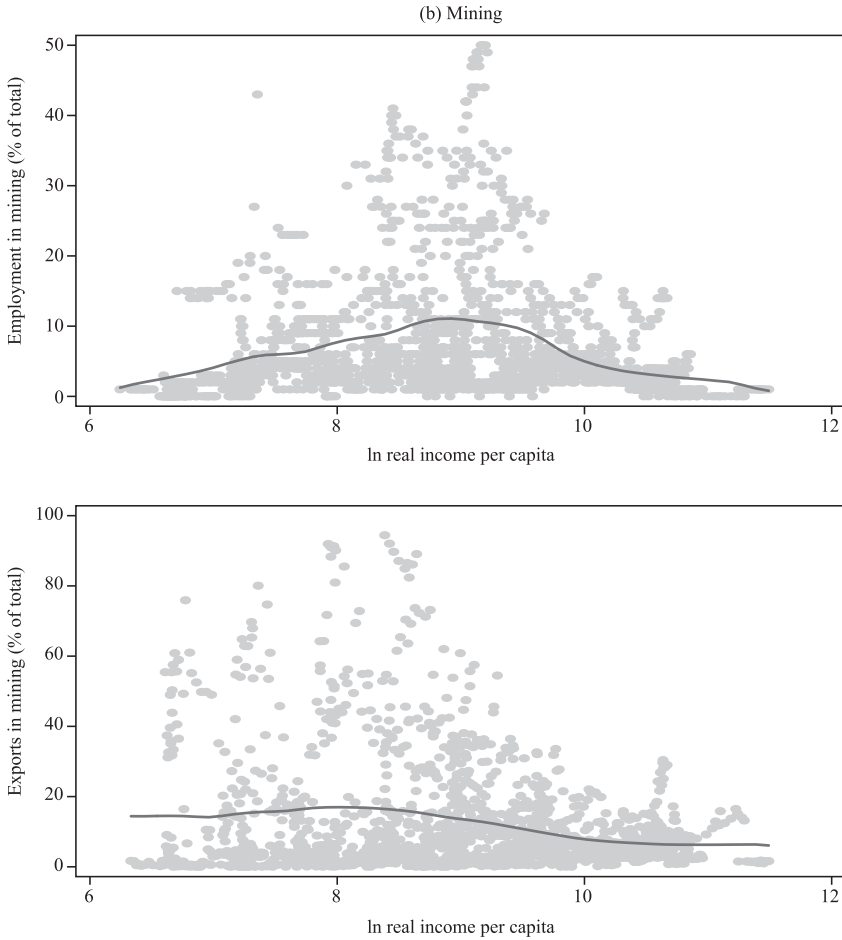 (b) Mining
Employment in mining (% of total)
50
40
30
20
10
0
6 8 10 12
ln real income per capita
Exports in mining (% of total)
100
80
60
40
20
0
6 8 10 12
ln real income per capita